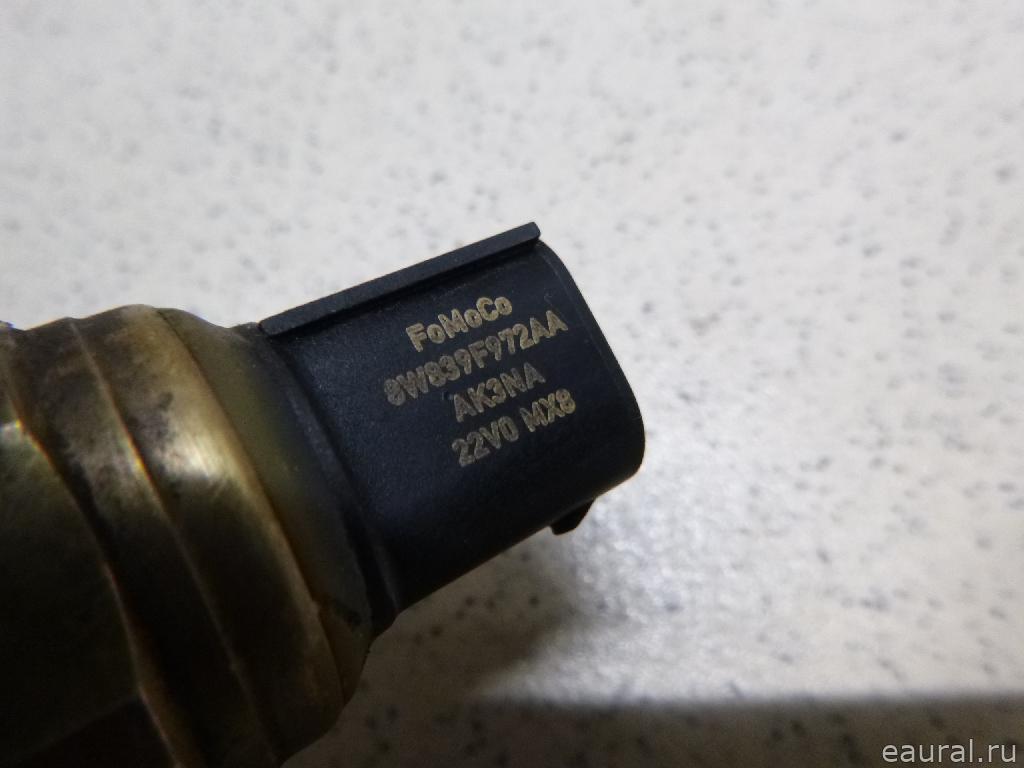 FoMoCo
8W839F972AA
AK3NA
22V0 MX8
eaural.ru